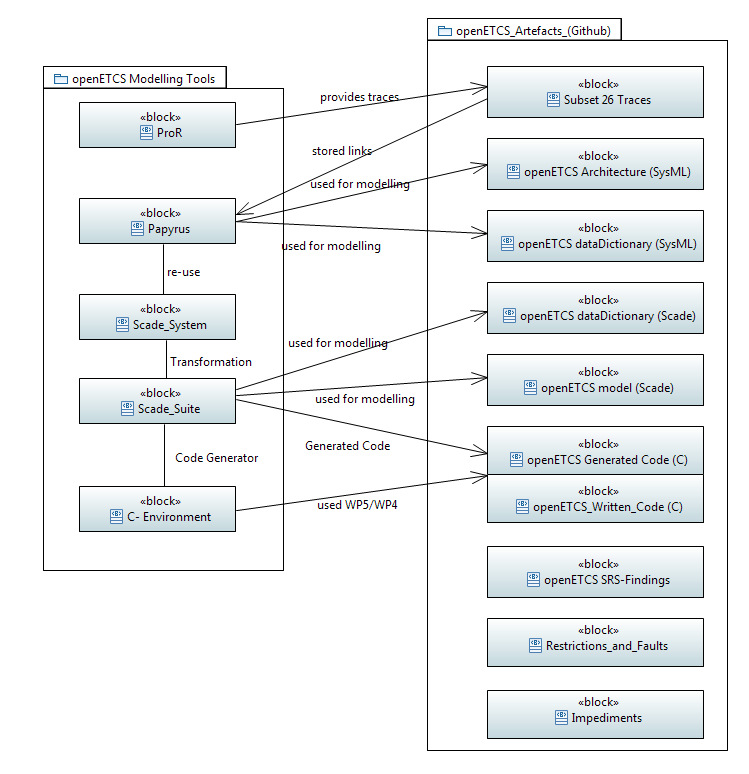 openETCS Modelling Tools
«block»
ProR
«block»
Papyrus
re-use
«block»
Scade_System
Transformation
«block»
Scade_Suite
Code Generator
«block»
C- Environment
provides traces
stored links
used for modelling
used for modelling
used for modelling
used for modelling
Generated Code
used WP5/WP4
openETCS_Artefacts_(Github)
«block»
Subset 26 Traces
«block»
openETCS Architecture (SysML)
«block»
openETCS dataDictionary (SysML)
«block»
openETCS dataDictionary (Scade)
«block»
openETCS model (Scade)
«block»
openETCS Generated Code (C)
«block»
openETCS_Written_Code (C)
«block»
openETCS SRS-Findings
«block»
Restrictions_and_Faults
«block»
Impediments